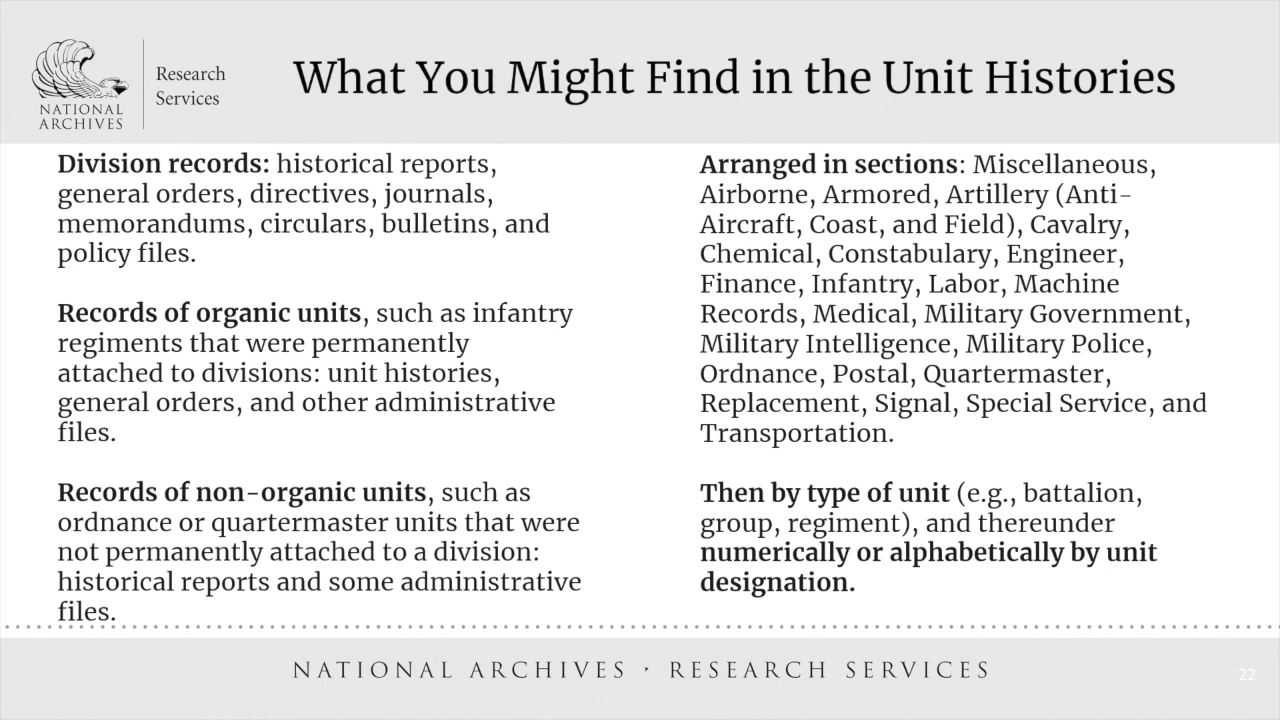 NATIONAL
ARCHIVES
Research
Services
What You Might Find in the Unit Histories
Division records: historical reports,
general orders, directives, journals,
memorandums, circulars, bulletins, and
policy files.
Records of organic units, such as infantry
regiments that were permanently
attached to divisions: unit histories,
general orders, and other administrative
files.
Records of non-organic units, such as
ordnance or quartermaster units that were
not permanently attached to a division:
historical reports and some administrative
files.
Arranged in sections: Miscellaneous,
Airborne, Armored, Artillery (Anti-
Aircraft, Coast, and Field), Cavalry,
Chemical, Constabulary, Engineer,
Finance, Infantry, Labor, Machine
Records, Medical, Military Government,
Military Intelligence, Military Police,
Ordnance, Postal, Quartermaster,
Replacement, Signal, Special Service, and
Transportation.
Then by type of unit (e.g., battalion,
group, regiment), and thereunder
numerically or alphabetically by unit
designation.
NATIONAL ARCHIVES · RESEARCH SERVICES
22